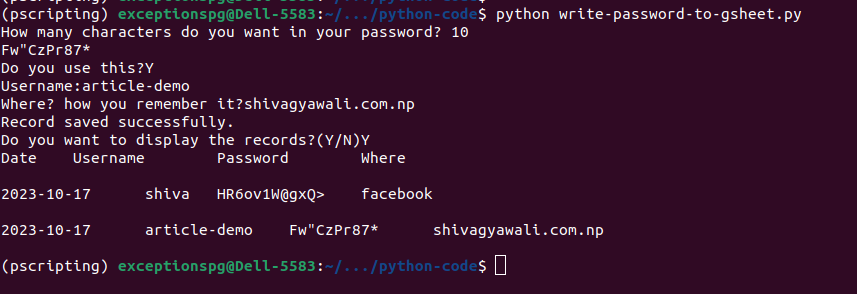 (pscripting) exceptionspg@Dell-5583:~/.../python-code$ python write-password-to-gsheet.py
How many characters do you want in your password? 10
Fw"CzPr87*
Do you use this?Y
Username:article-demo
Where? how you remember it?shivagyawali.com.np
Record saved successfully.
Do you want to display the records?(Y/N)Y
Date Username Password Where
2023-10-17 shiva HR6ov1W@gxQ> facebook
2023-10-17 article-demo Fw"CzPr87* shivagyawali.com.np
(pscripting) exceptionspg@Dell-5583:~/.../python-code$